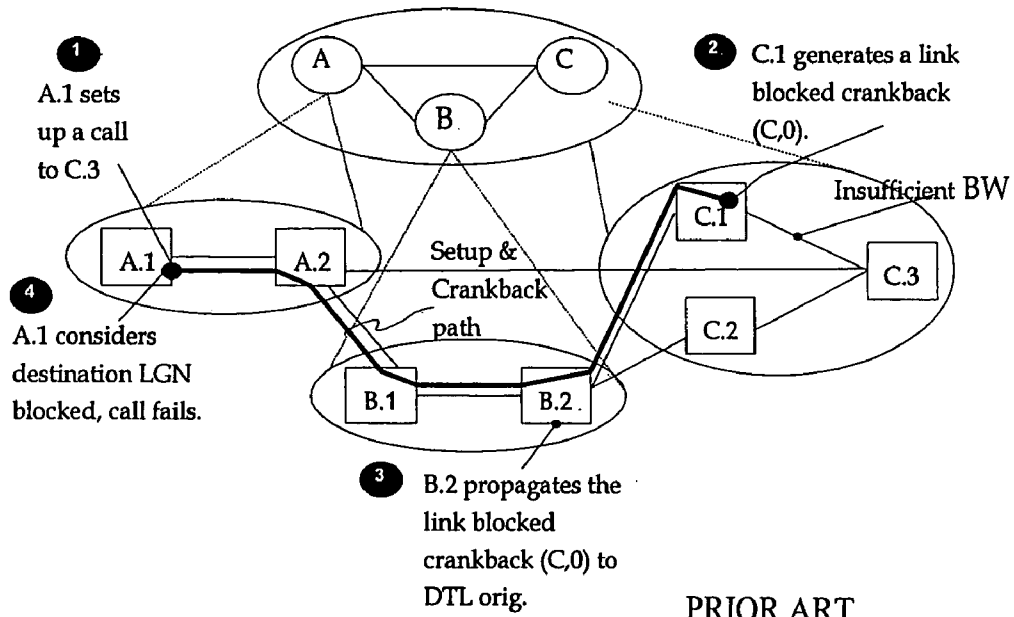 1
A.1 sets
up a call
to C.3
A
C
B
2
C.1 generates a link
blocked crankback
(C,0).
Insufficient BW
C.1
A.1
A.2
Setup &
Crankback
path
C.3
C.2
4
A.1 considers
destination LGN
blocked, call fails.
B.1
B.2
3
B.2 propagates the
link blocked
crankback (C,0) to
DTL orig.
PRIOR ART